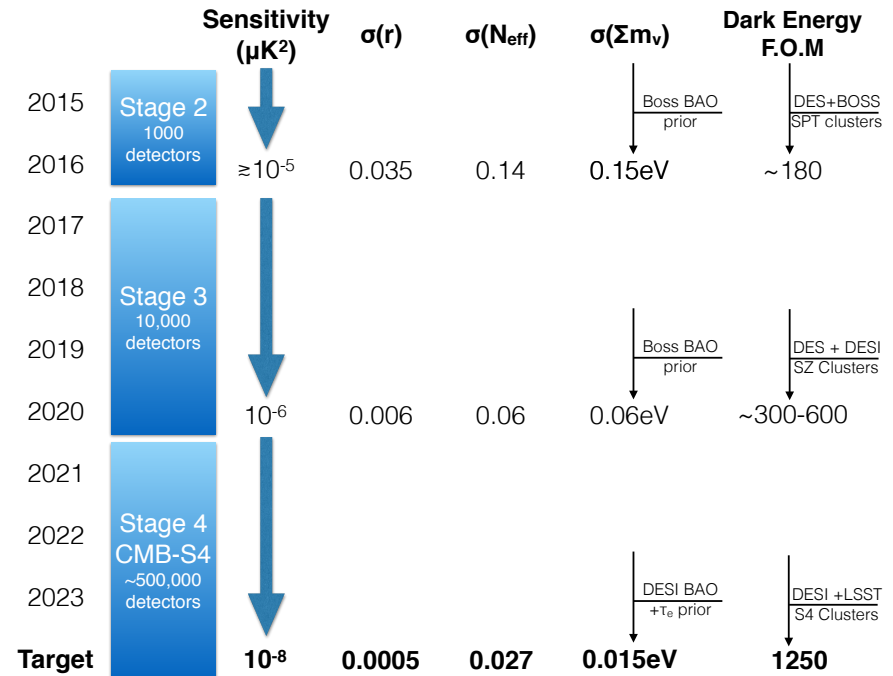 Sensitivity (μK²) σ(r) σ(Neff) σ(Σmν) Dark Energy F.O.M
2015 Stage 2 Boss BAO DES+BOSS
1000 prior SPT clusters
2016 detectors ≳10⁻⁵ 0.035 0.14 0.15eV ~180
2017
2018 Stage 3
10,000
2019 detectors Boss BAO DES + DESI
prior SZ Clusters
2020 10⁻⁶ 0.006 0.06 0.06eV ~300-600
2021
Stage 4
2022 CMB-S4
~500,000
2023 detectors DESI BAO DESI +LSST
+τe prior S4 Clusters
Target 10⁻⁸ 0.0005 0.027 0.015eV 1250